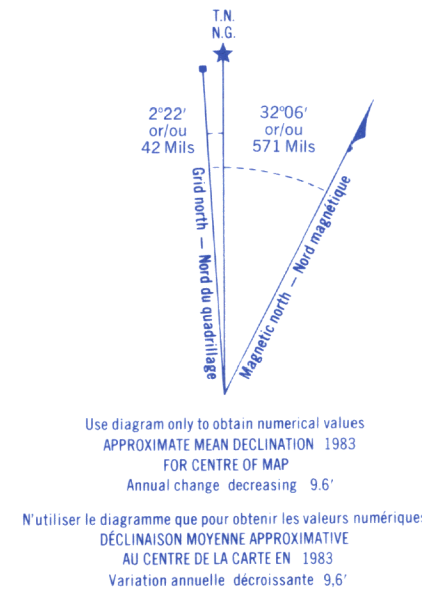 T.N.
N.G.
2°22′
or/ou
42 Mils
32°06′
or/ou
571 Mils
Grid north — Nord du quadrillage
Magnetic north — Nord magnétique
Use diagram only to obtain numerical values
APPROXIMATE MEAN DECLINATION 1983
FOR CENTRE OF MAP
Annual change decreasing 9.6′
N'utiliser le diagramme que pour obtenir les valeurs numériques
DÉCLINAISON MOYENNE APPROXIMATIVE
AU CENTRE DE LA CARTE EN 1983
Variation annuelle décroissante 9,6′